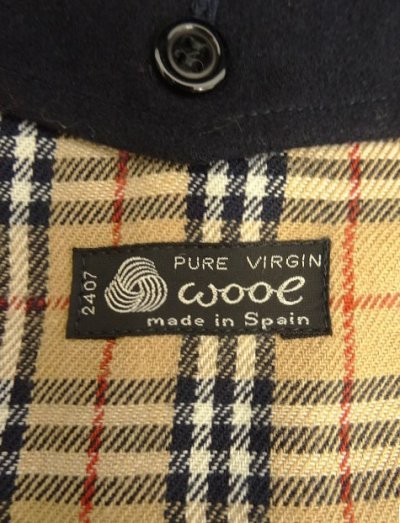 2407
PURE VIRGIN
wool
made in Spain